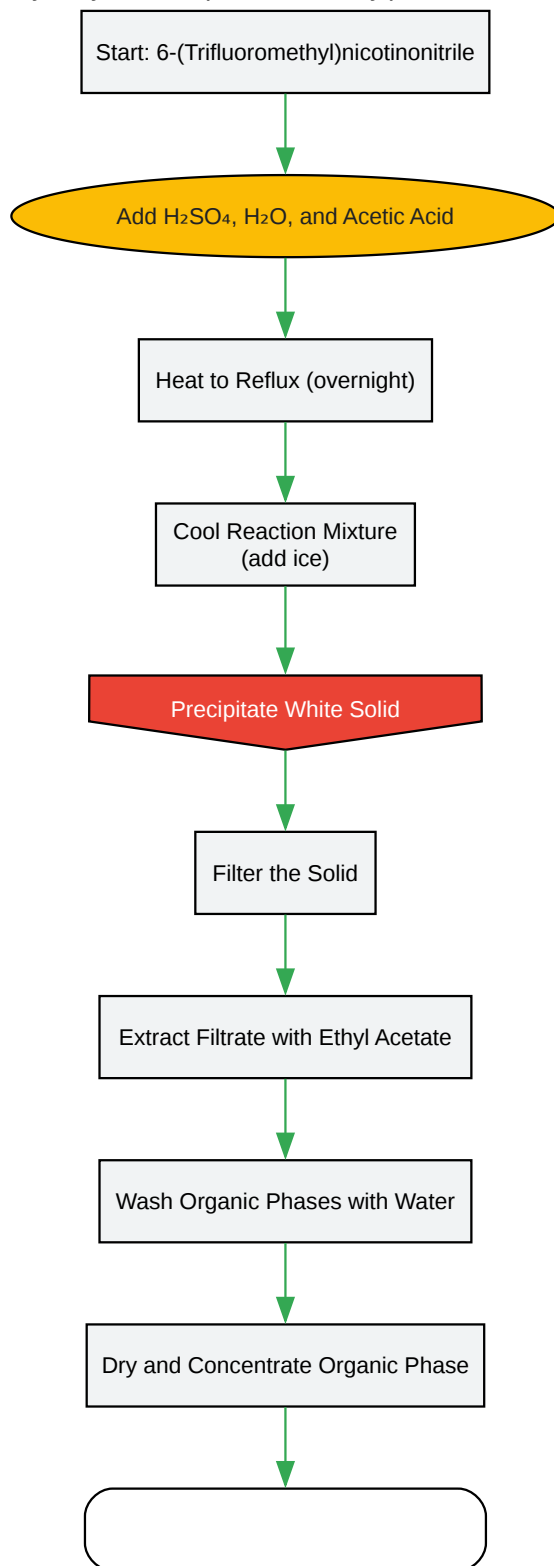 Start: 6-(Trifluoromethyl)nicotinonitrile
Add H₂SO₄, H₂O, and Acetic Acid
Heat to Reflux (overnight)
Cool Reaction Mixture
(add ice)
Precipitate White Solid
Filter the Solid
Extract Filtrate with Ethyl Acetate
Wash Organic Phases with Water
Dry and Concentrate Organic Phase